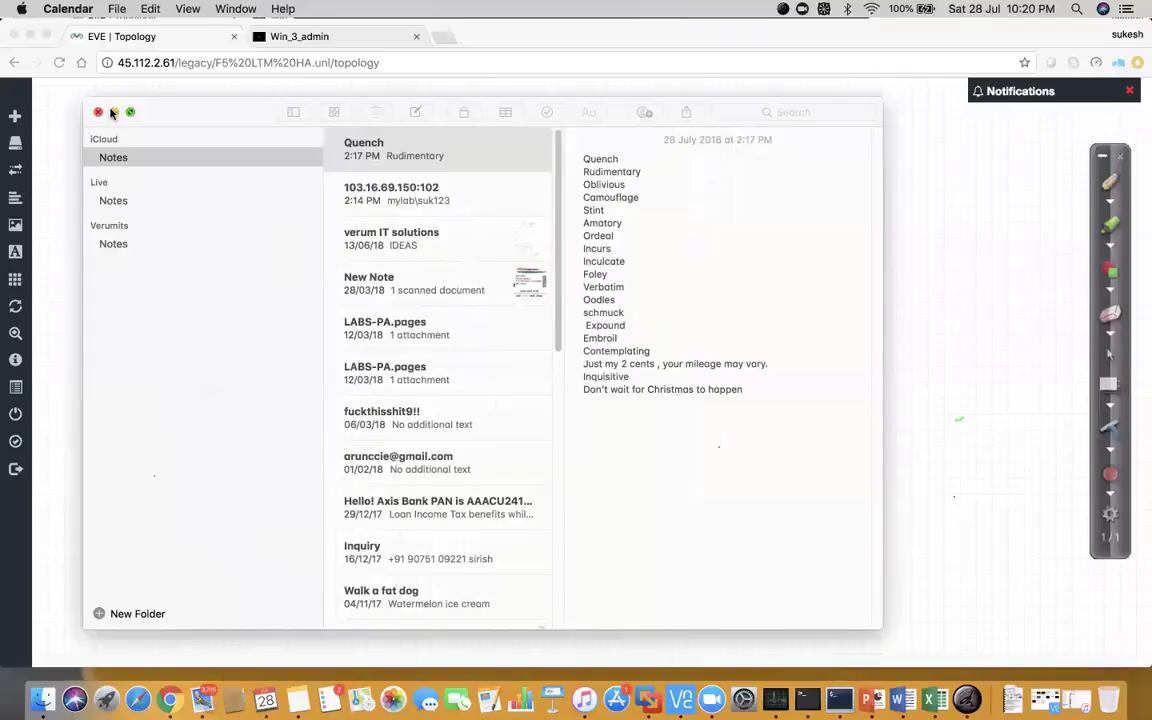 Calendar File Edit View Window Help 100% Sat 28 Jul 10:20 PM
EVE | Topology Win_3_admin sukesh
45.112.2.61/legacy/F5%20LTM%20HA.unl/topology
Notifications
Search
iCloud
Notes
Live
Notes
Verumits
Notes
New Folder
Quench
2:17 PM Rudimentary
103.16.69.150:102
2:14 PM mylab\suk123
verum IT solutions
13/06/18 IDEAS
New Note
28/03/18 1 scanned document
LABS-PA.pages
12/03/18 1 attachment
LABS-PA.pages
12/03/18 1 attachment
fuckthisshit9!!
06/03/18 No additional text
arunccie@gmail.com
01/02/18 No additional text
Hello! Axis Bank PAN is AAACU241...
29/12/17 Loan Income Tax benefits whil...
Inquiry
16/12/17 +91 90751 09221 sirish
Walk a fat dog
04/11/17 Watermelon ice cream
28 July 2018 at 2:17 PM
Quench
Rudimentary
Oblivious
Camouflage
Stint
Amatory
Ordeal
Incurs
Inculcate
Foley
Verbatim
Oodles
schmuck
Expound
Embroil
Contemplating
Just my 2 cents , your mileage may vary.
Inquisitive
Don't wait for Christmas to happen
1/1
28